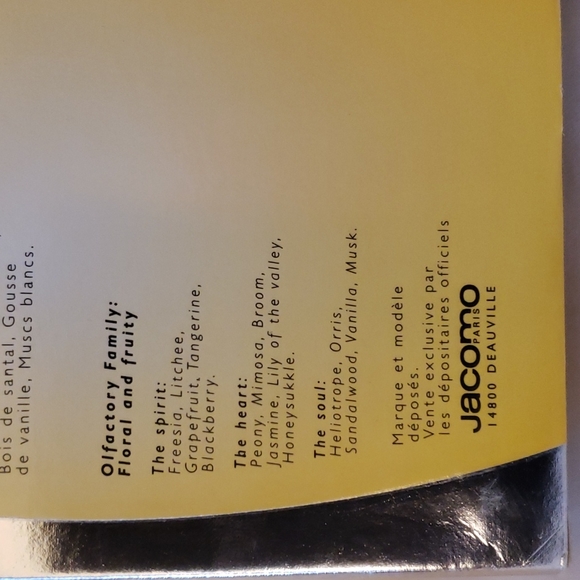 Bois de santal, Gousse
de vanille, Muscs blancs.
Olfactory Family:
Floral and fruity
The spirit:
Freesia, Litchee,
Grapefruit, Tangerine,
Blackberry.
The heart:
Peony, Mimosa, Broom,
Jasmine, Lily of the valley,
Honeysukkle.
The soul:
Heliotrope, Orris,
Sandalwood, Vanilla, Musk.
Marque et modèle
déposés.
Vente exclusive par
les dépositaires officiels
Jacomo
PARIS
14800 DEAUVILLE